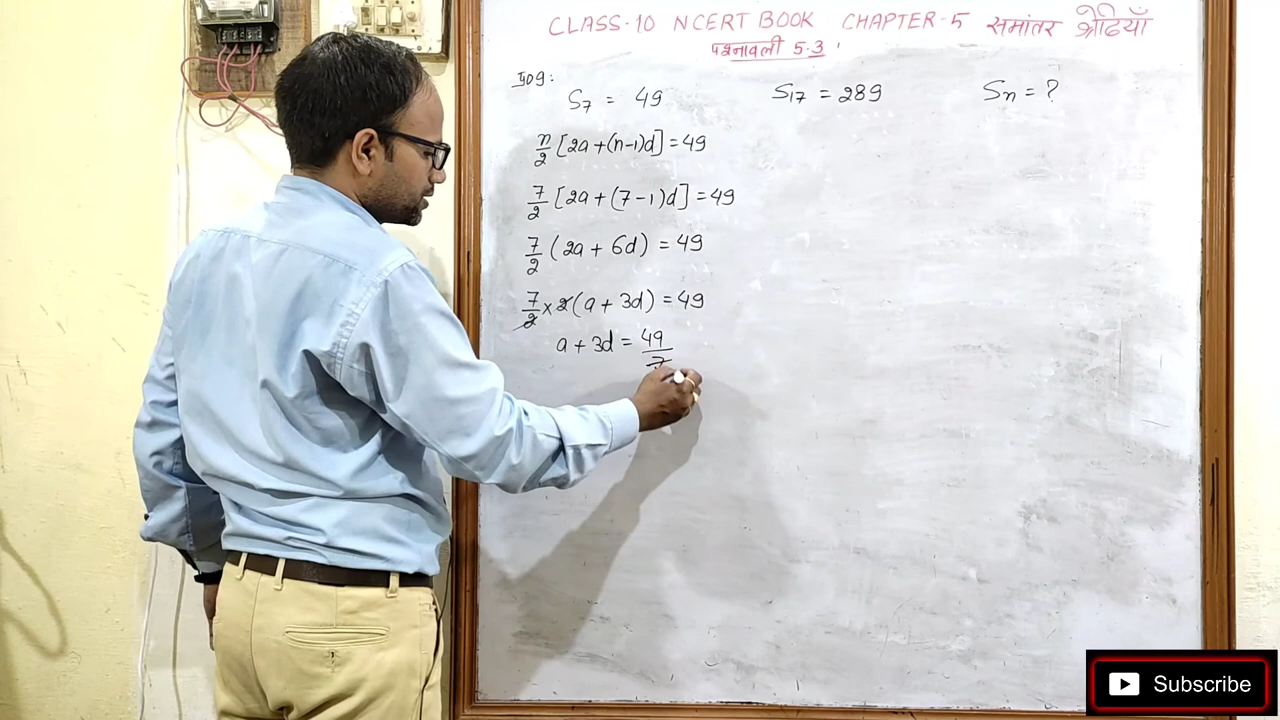 CLASS-10 NCERT BOOK CHAPTER-5 समांतर श्रेढियाँ
प्रश्नावली 5.3
प्र09:
S₇ = 49
S₁₇ = 289
Sₙ = ?
n/2 [2a+(n-1)d] = 49
7/2 [2a+(7-1)d] = 49
7/2 (2a + 6d) = 49
7/2 × 2(a + 3d) = 49
a + 3d = 49/7
Subscribe